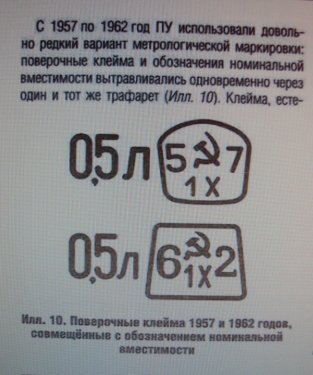 С 1957 по 1962 год ПУ использовали доволь-
но редкий вариант метрологической маркировки:
поверочные клейма и обозначения номинальной
вместимости вытравливались одновременно через
один и тот же трафарет (Илл. 10). Клейма, есте-
0,5л 5 7
1Х
0,5л 6 2
1Х
Илл. 10. Поверочные клейма 1957 и 1962 годов,
совмещённые с обозначением номинальной
вместимости